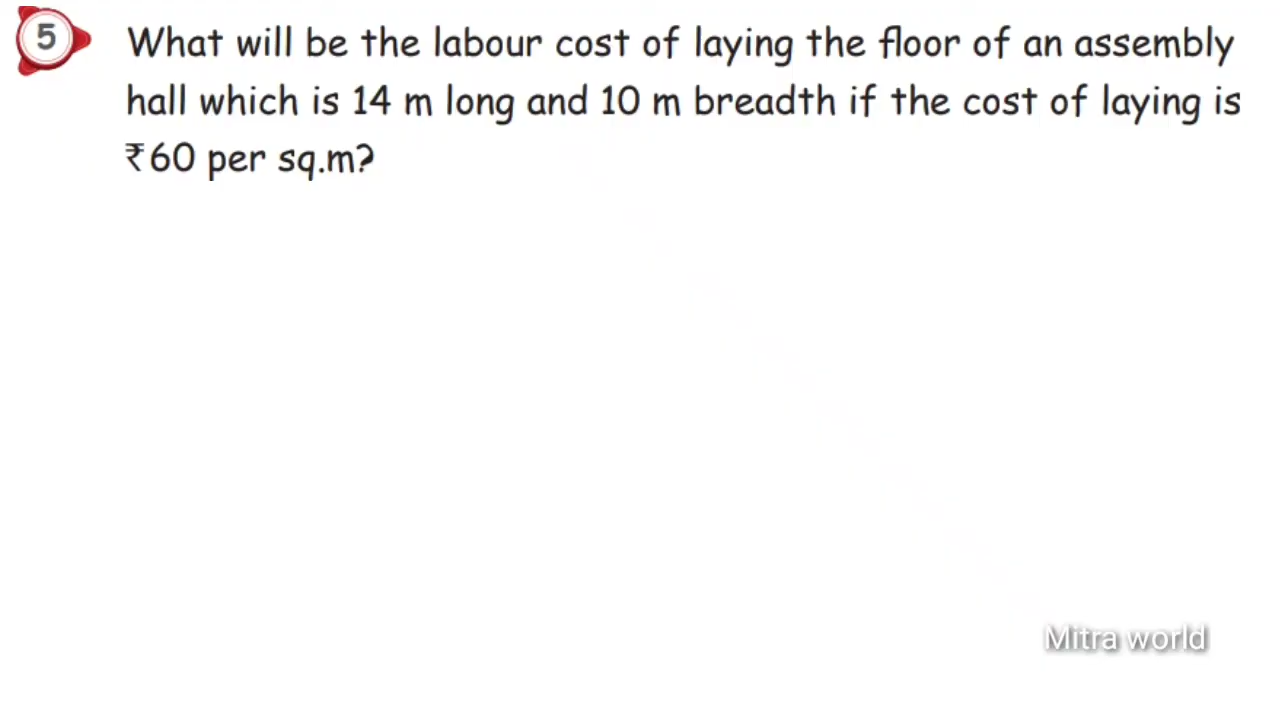 5 What will be the labour cost of laying the floor of an assembly
hall which is 14 m long and 10 m breadth if the cost of laying is
₹60 per sq.m?
Mitra world